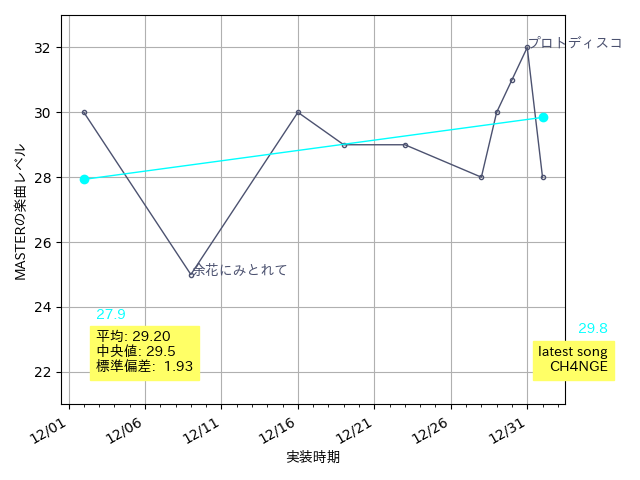 32
30
28
26
24
22
MASTERの楽曲レベル
プロトディスコ
余花にみとれて
27.9
平均: 29.20
中央値: 29.5
標準偏差: 1.93
29.8
latest song
CH4NGE
12/01
12/06
12/11
12/16
12/21
12/26
12/31
実装時期